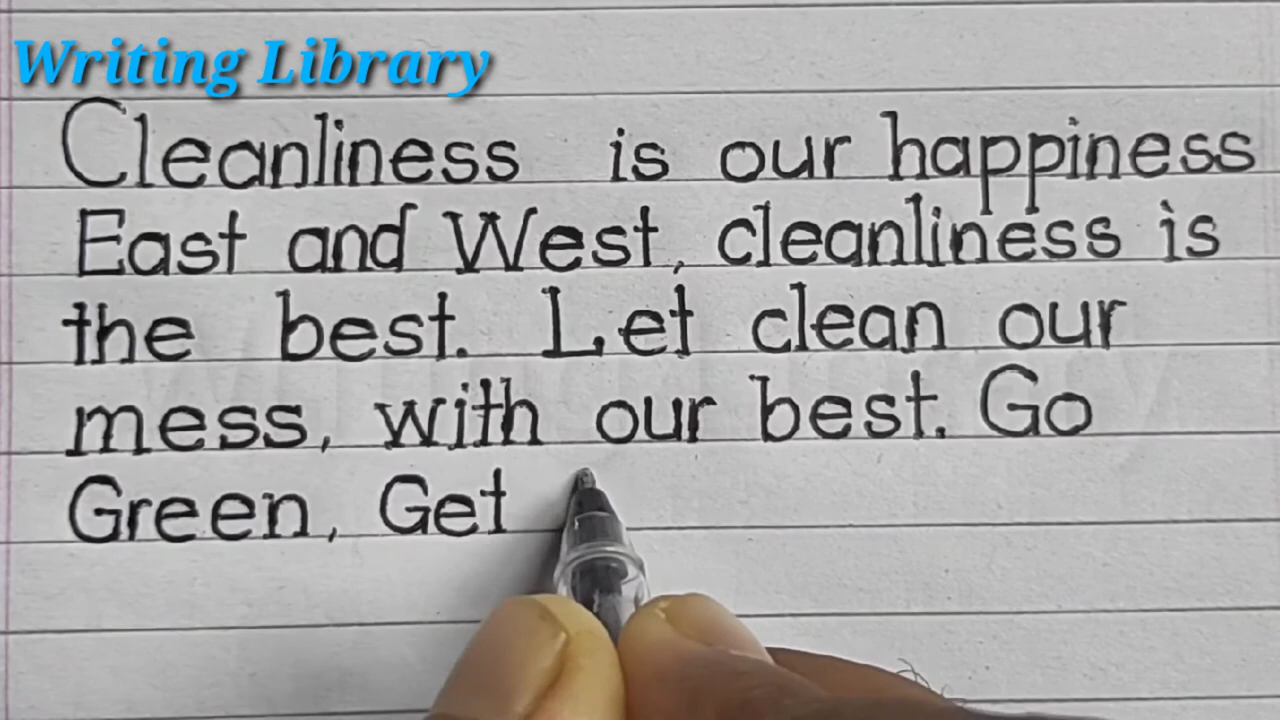 Writing Library
Cleanliness is our happiness
East and West, cleanliness is
the best. Let clean our
mess, with our best. Go
Green, Get